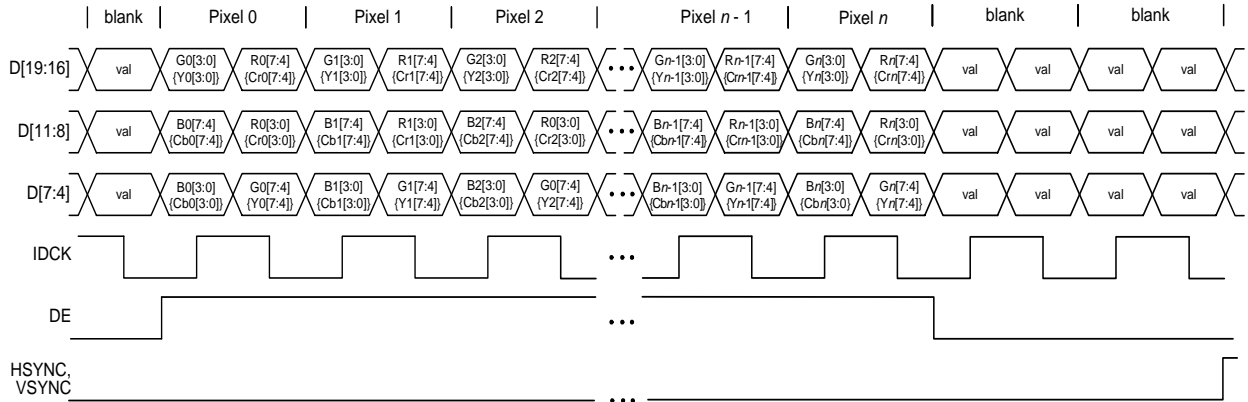 blank Pixel 0 Pixel 1 Pixel 2 Pixel n - 1 Pixel n blank blank
D[19:16] val G0[3:0] R0[7:4] G1[3:0] R1[7:4] G2[3:0] R2[7:4] ••• Gn-1[3:0] Rn-1[7:4] Gn[3:0] Rn[7:4] val val val val
{Y0[3:0]} {Cr0[7:4]} {Y1[3:0]} {Cr1[7:4]} {Y2[3:0]} {Cr2[7:4]} {Yn-1[3:0]} {Crn-1[7:4]} {Yn[3:0]} {Crn[7:4]}
D[11:8] val B0[7:4] R0[3:0] B1[7:4] R1[3:0] B2[7:4] R0[3:0] ••• Bn-1[7:4] Rn-1[3:0] Bn[7:4] Rn[3:0] val val val val
{Cb0[7:4]} {Cr0[3:0]} {Cb1[7:4]} {Cr1[3:0]} {Cb2[7:4]} {Cr2[3:0]} {Cbn-1[7:4]} {Crn-1[3:0]} {Cbn[7:4]} {Crn[3:0]}
D[7:4] val B0[3:0] G0[7:4] B1[3:0] G1[7:4] B2[3:0] G0[7:4] ••• Bn-1[3:0] Gn-1[7:4] Bn[3:0] Gn[7:4] val val val val
{Cb0[3:0]} {Y0[7:4]} {Cb1[3:0]} {Y1[7:4]} {Cb2[3:0]} {Y2[7:4]} {Cbn-1[3:0]} {Yn-1[7:4]} {Cbn[3:0} {Yn[7:4]}
IDCK •••
DE •••
HSYNC,
VSYNC •••